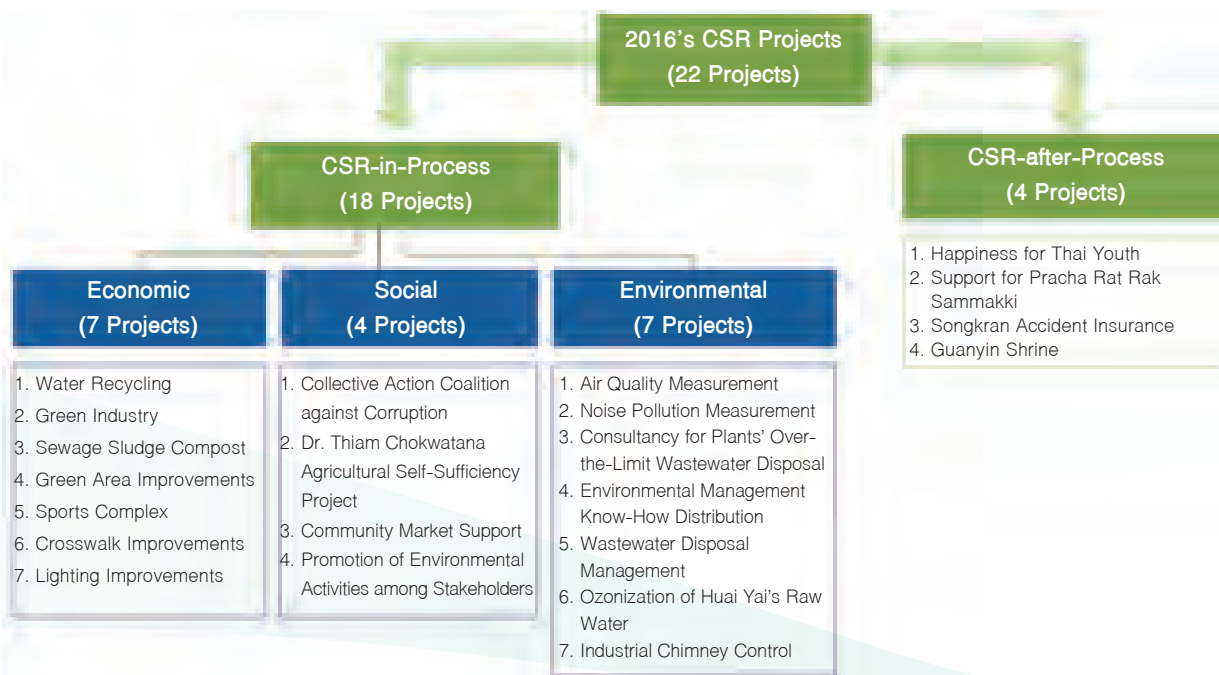 2016's CSR Projects
(22 Projects)
CSR-in-Process
(18 Projects)
CSR-after-Process
(4 Projects)
1. Happiness for Thai Youth
2. Support for Pracha Rat Rak
Sammakki
3. Songkran Accident Insurance
4. Guanyin Shrine
Economic
(7 Projects)
1. Water Recycling
2. Green Industry
3. Sewage Sludge Compost
4. Green Area Improvements
5. Sports Complex
6. Crosswalk Improvements
7. Lighting Improvements
Social
(4 Projects)
1. Collective Action Coalition
against Corruption
2. Dr. Thiam Chokwatana
Agricultural Self-Sufficiency
Project
3. Community Market Support
4. Promotion of Environmental
Activities among Stakeholders
Environmental
(7 Projects)
1. Air Quality Measurement
2. Noise Pollution Measurement
3. Consultancy for Plants' Over-
the-Limit Wastewater Disposal
4. Environmental Management
Know-How Distribution
5. Wastewater Disposal
Management
6. Ozonization of Huai Yai's Raw
Water
7. Industrial Chimney Control